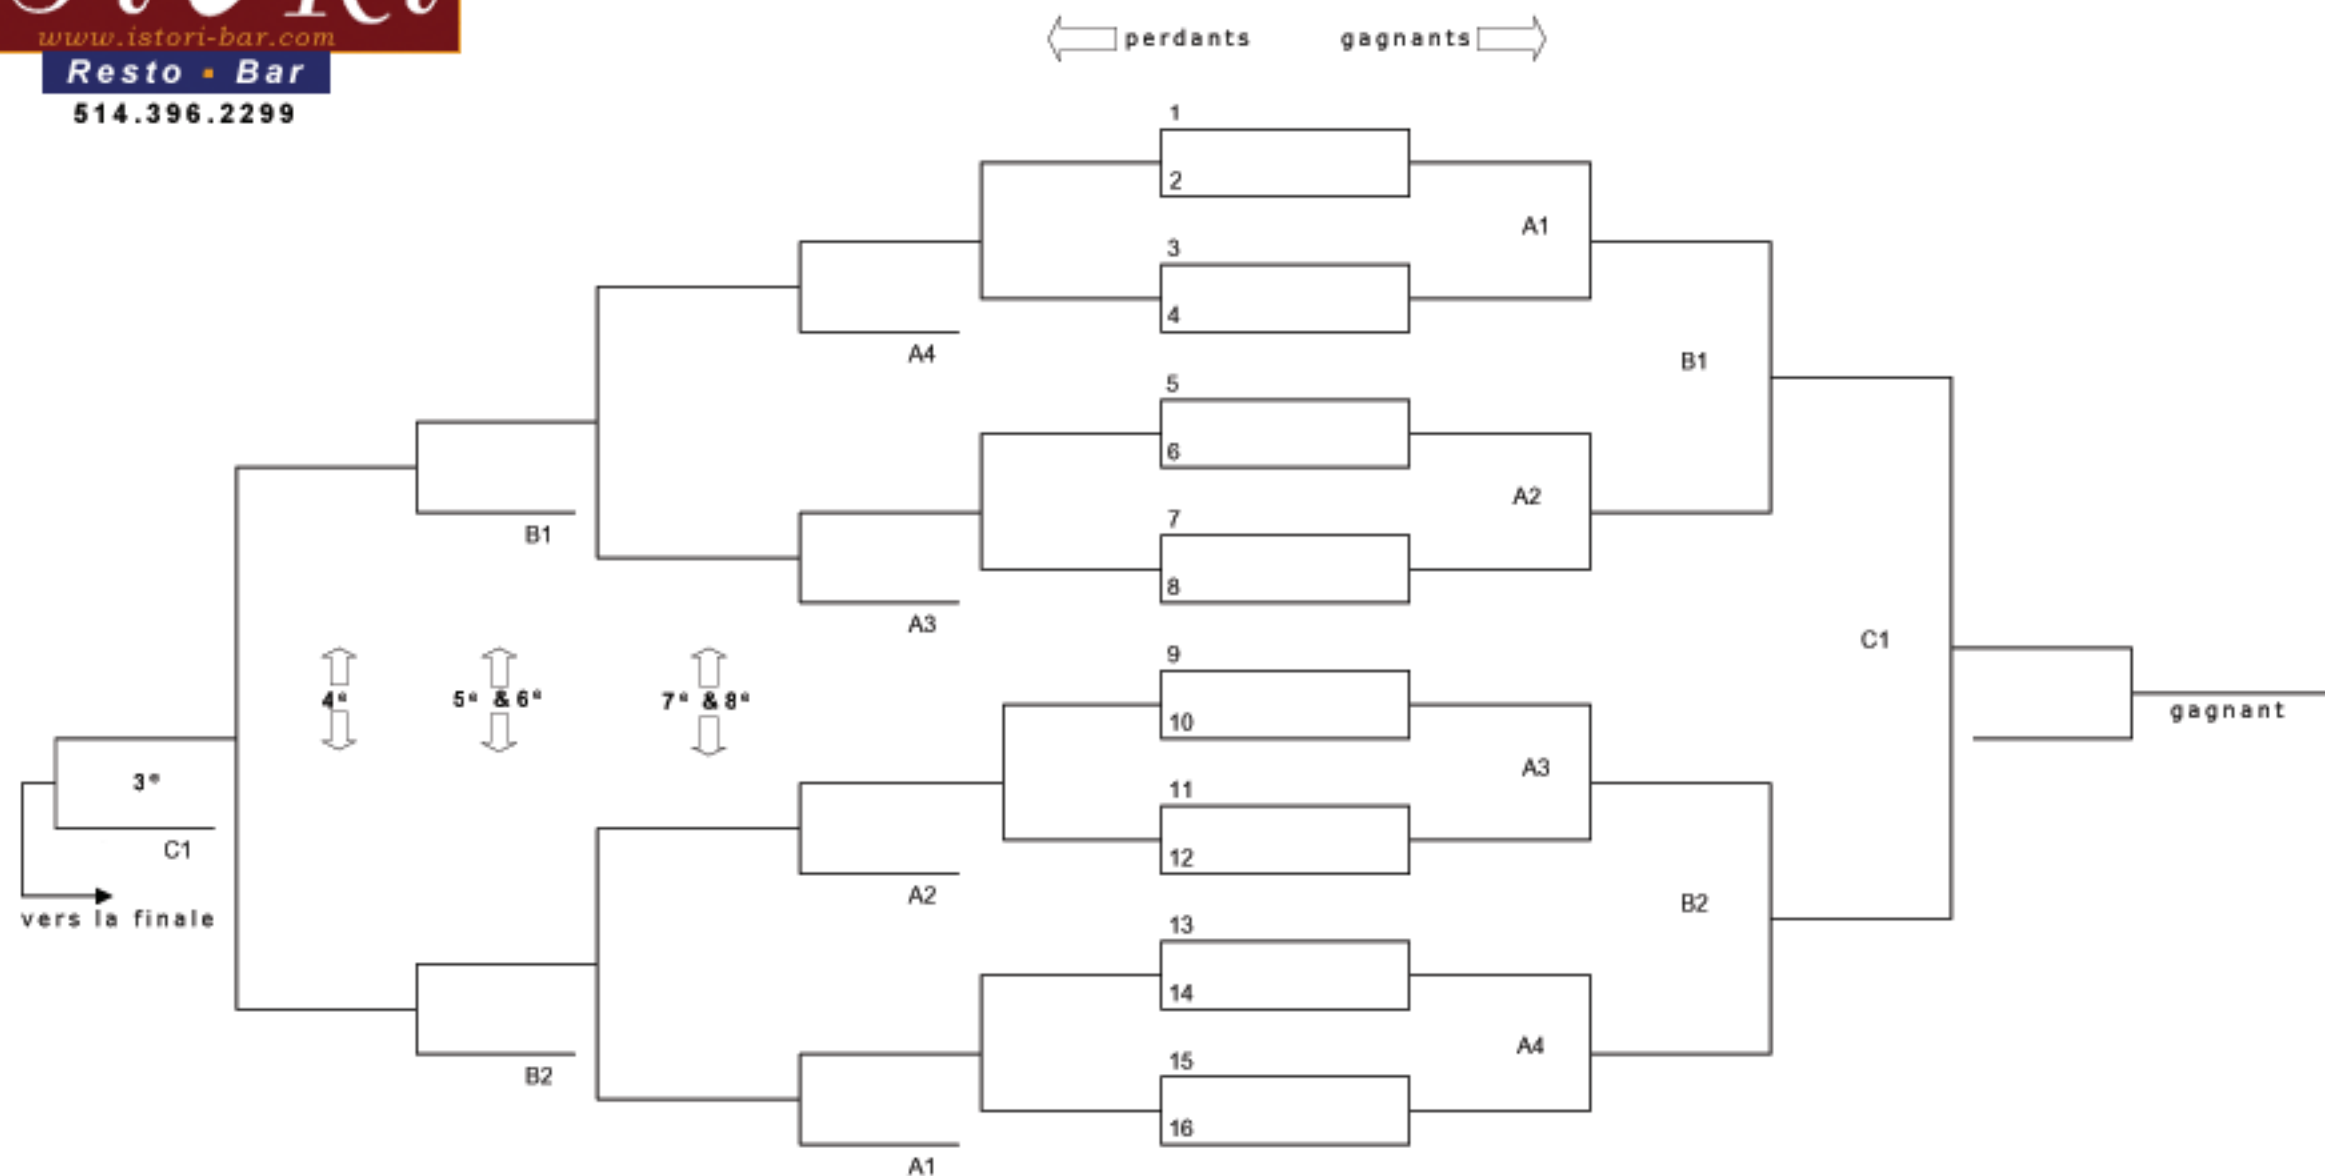 www.istori-bar.com
Resto ▪ Bar
514.396.2299
perdants
gagnants
1
2
A1
3
4
A4
B1
5
6
A2
7
B1
8
A3
9
C1
4e
5e & 6e
7e & 8e
10
gagnant
A3
3e
11
12
C1
A2
B2
vers la finale
13
14
A4
15
B2
16
A1